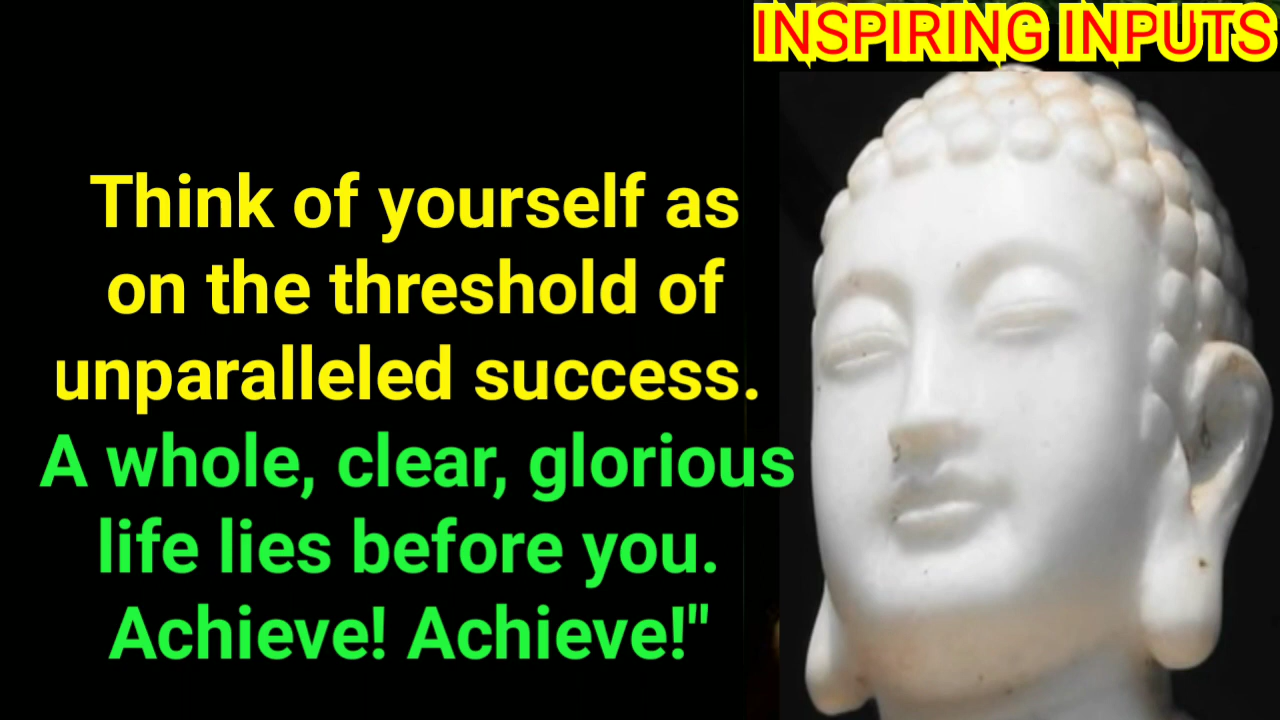 INSPIRING INPUTS
Think of yourself as
on the threshold of
unparalleled success.
A whole, clear, glorious
life lies before you.
Achieve! Achieve!"